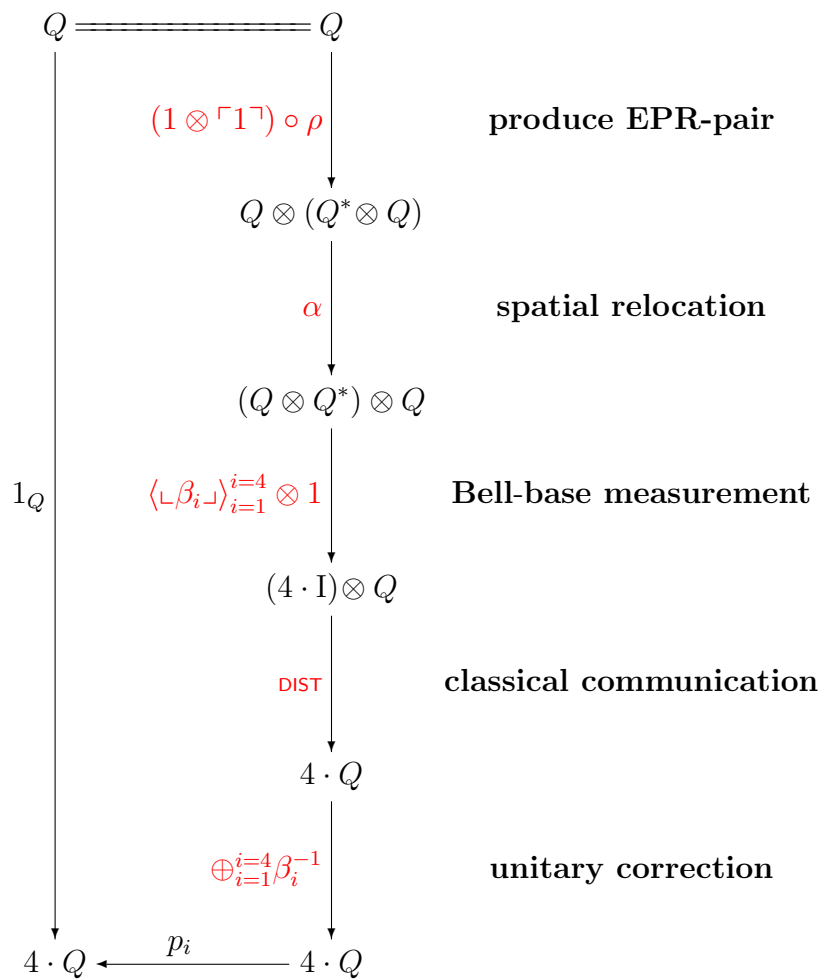 Q Q
(1 ⊗ ⌜1⌝) ∘ ρ produce EPR-pair
Q ⊗ (Q* ⊗ Q)
α spatial relocation
(Q ⊗ Q*) ⊗ Q
1_Q ⟨⌞β_i⌟⟩_{i=1}^{i=4} ⊗ 1 Bell-base measurement
(4 · I) ⊗ Q
DIST classical communication
4 · Q
⊕_{i=1}^{i=4} β_i^{-1} unitary correction
p_i
4 · Q 4 · Q